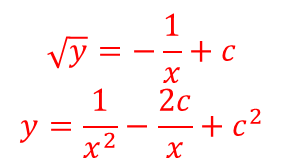 √y = −1/x + c
y = 1/x² − 2c/x + c²